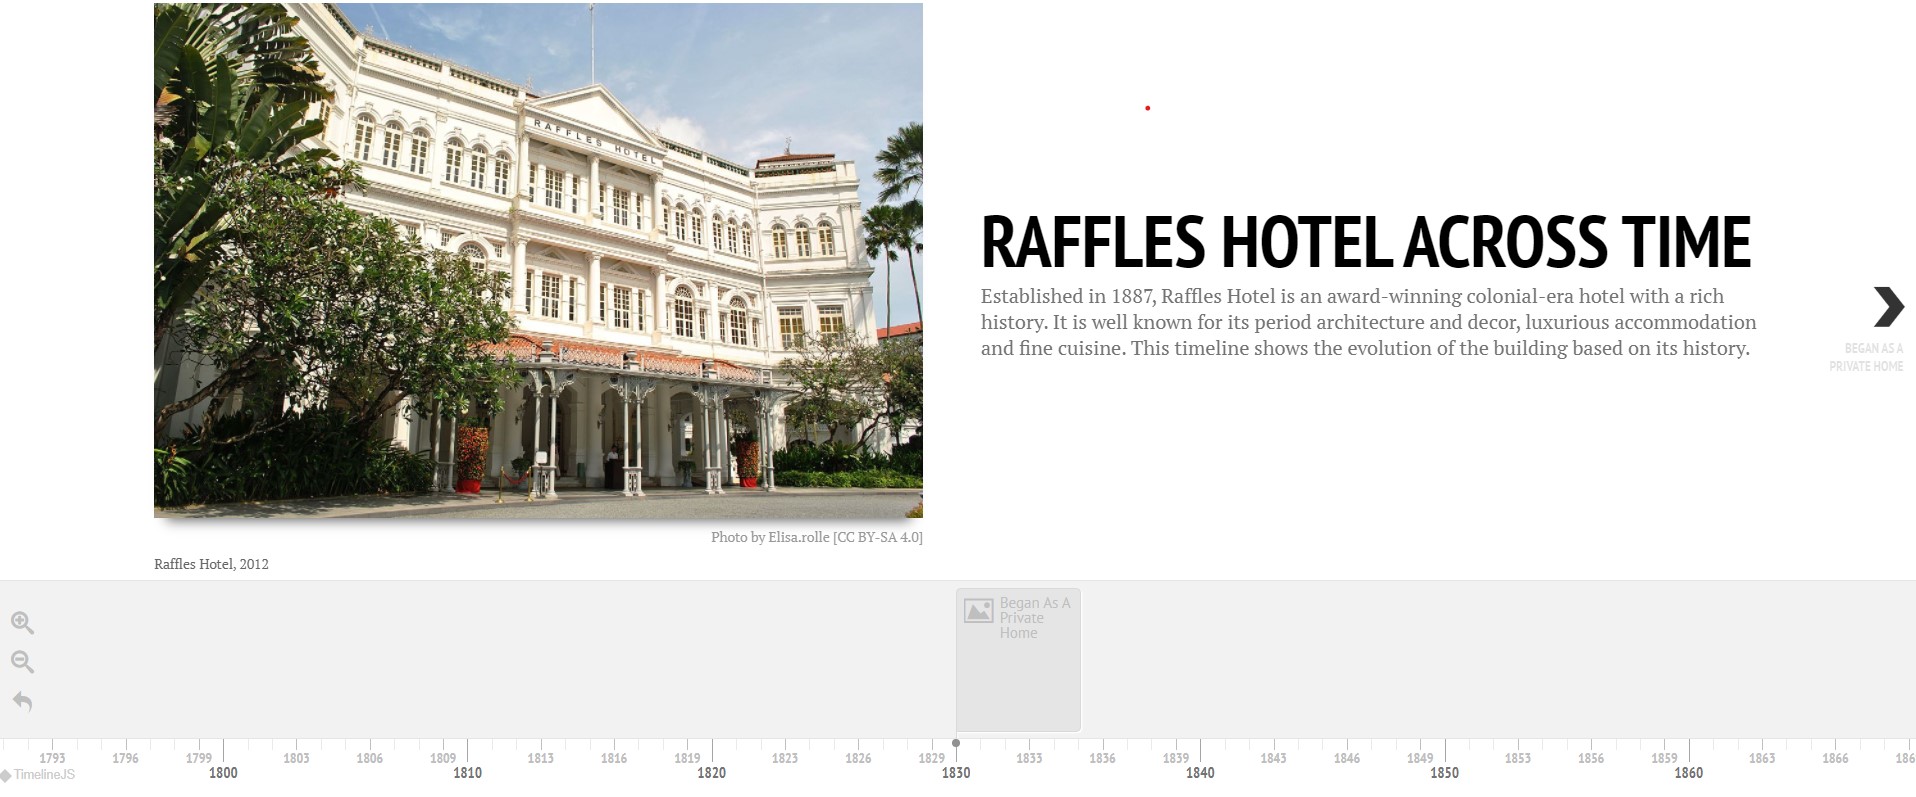 RAFFLES HOTEL
RAFFLES HOTEL ACROSS TIME
Established in 1887, Raffles Hotel is an award-winning colonial-era hotel with a rich
history. It is well known for its period architecture and decor, luxurious accommodation
and fine cuisine. This timeline shows the evolution of the building based on its history.
BEGAN AS A
PRIVATE HOME
Photo by Elisa.rolle [CC BY-SA 4.0]
Raffles Hotel, 2012
Began As A
Private
Home
1793 1796 1799 1803 1806 1809 1813 1816 1819 1823 1826 1829 1833 1836 1839 1843 1846 1849 1853 1856 1859 1863 1866 186
1800 1810 1820 1830 1840 1850 1860
TimelineJS